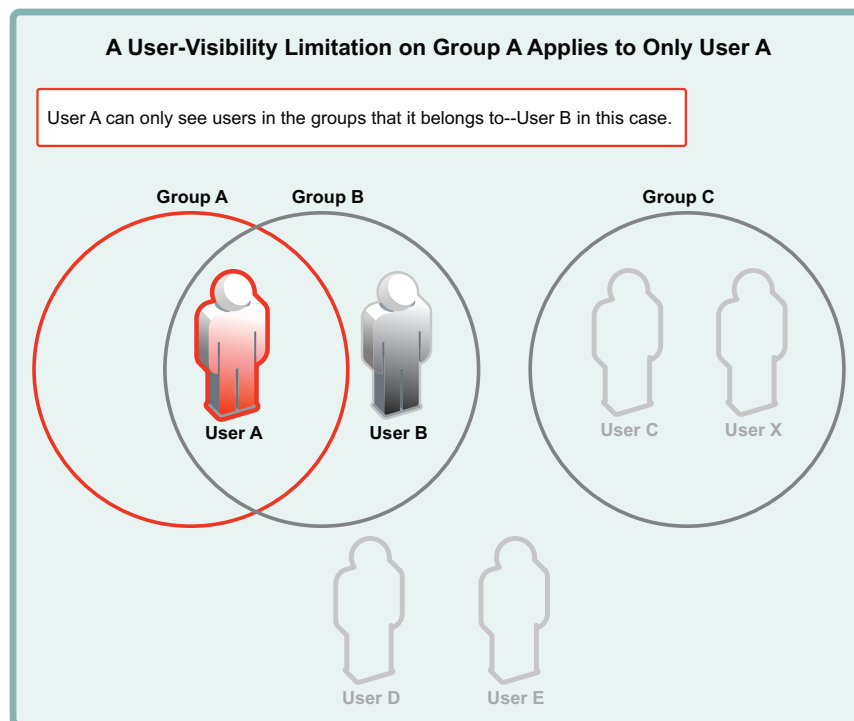 A User-Visibility Limitation on Group A Applies to Only User A
User A can only see users in the groups that it belongs to--User B in this case.
Group A
Group B
Group C
User A
User B
User C
User X
User D
User E